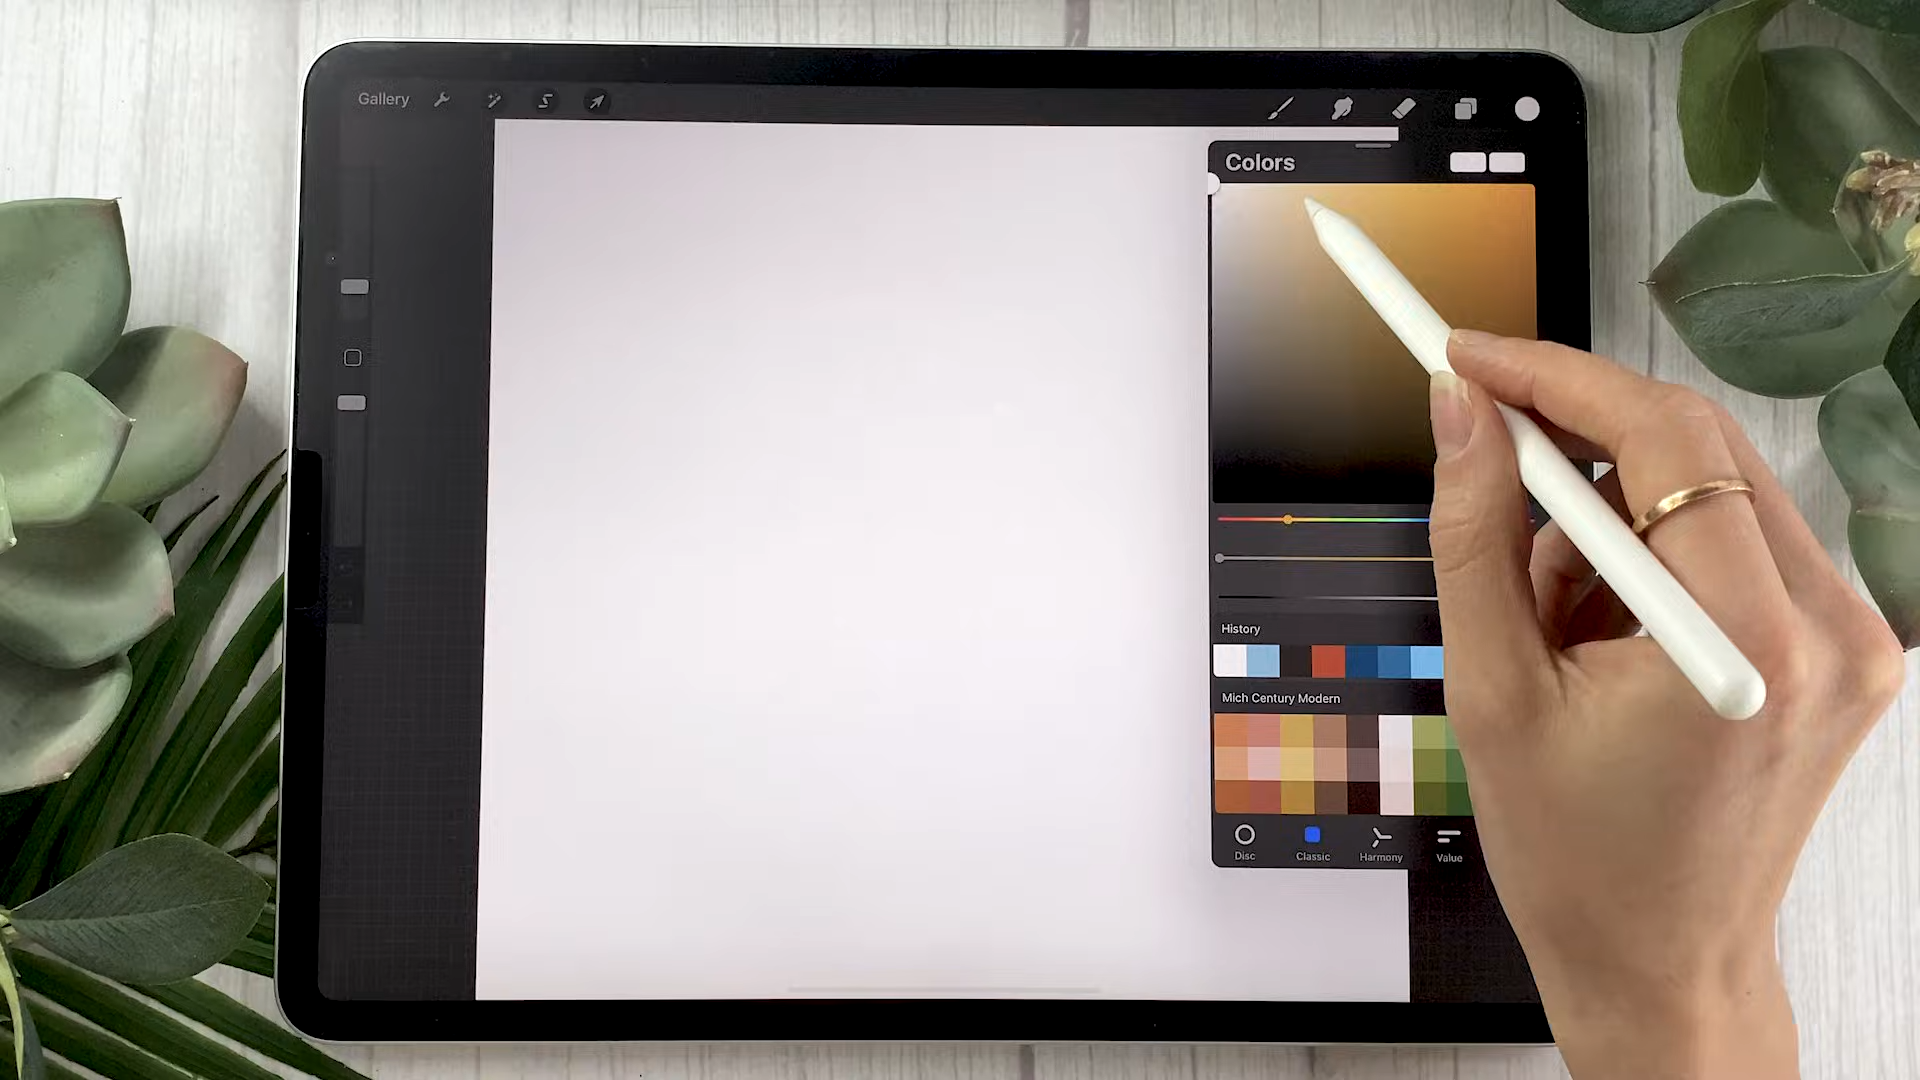 Gallery
Colors
History
Mich Century Modern
Disc
Classic
Harmony
Value